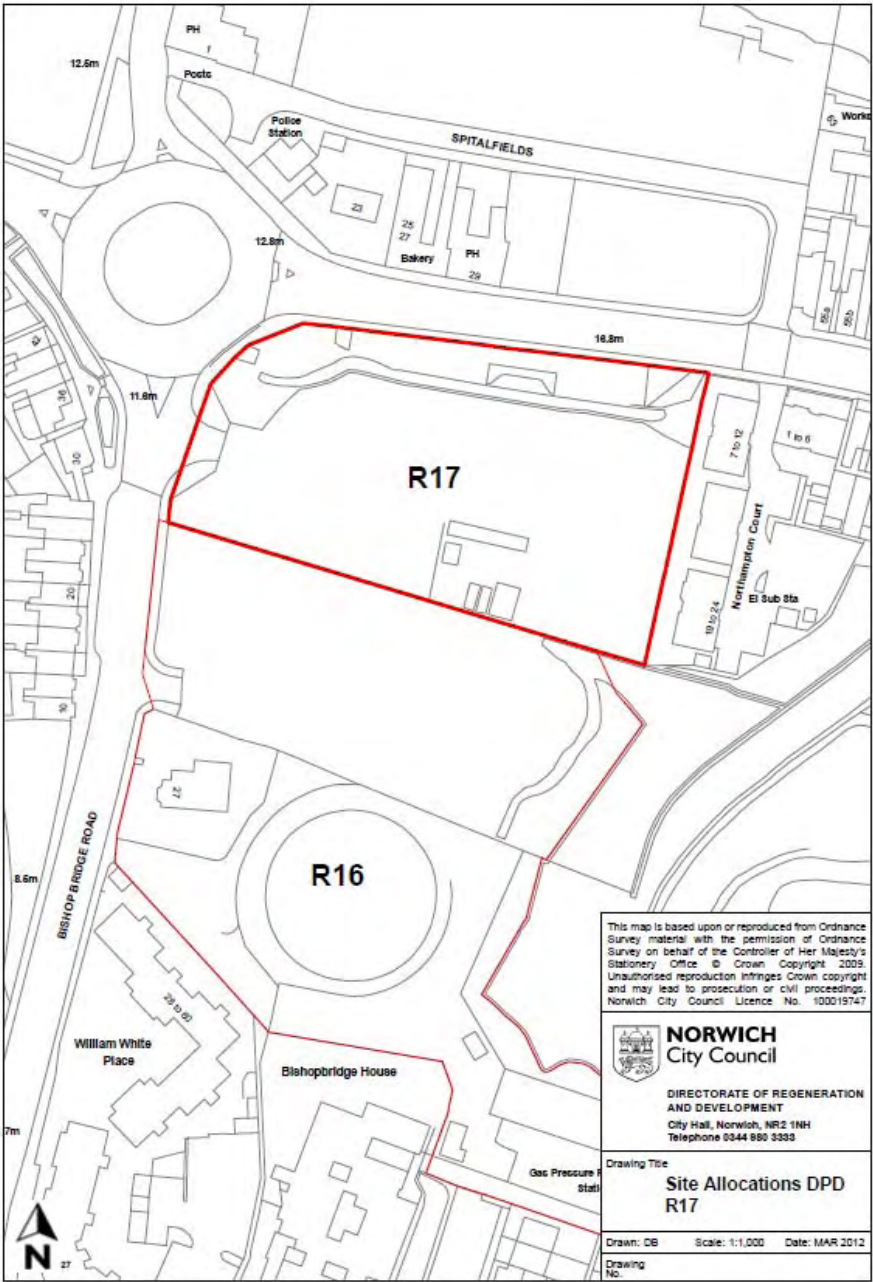 PH
1
12.5m
Posts
Police
Station
SPITALFIELDS
63
Works
23
25
27
12.8m
Bakery
PH
29
55a
55b
16.8m
42
36
11.6m
30
R17
7 to 12
1 to 6
Northampton Court
20
El Sub Sta
19 to 24
10
27
BISHOPBRIDGE ROAD
R16
8.5m
28 to 60
William White
Place
Bishopbridge House
7m
Gas Pressure
N
27
This map is based upon or reproduced from Ordnance
Survey material with the permission of Ordnance
Survey on behalf of the Controller of Her Majesty's
Stationery Office © Crown Copyright 2009.
Unauthorised reproduction infringes Crown copyright
and may lead to prosecution or civil proceedings.
Norwich City Council Licence No. 100019747
NORWICH
City Council
DIRECTORATE OF REGENERATION
AND DEVELOPMENT
City Hall, Norwich, NR2 1NH
Telephone 0344 980 3333
Drawing Title
Site Allocations DPD
R17
Drawn: DB Scale: 1:1,000 Date: MAR 2012
Drawing
No.